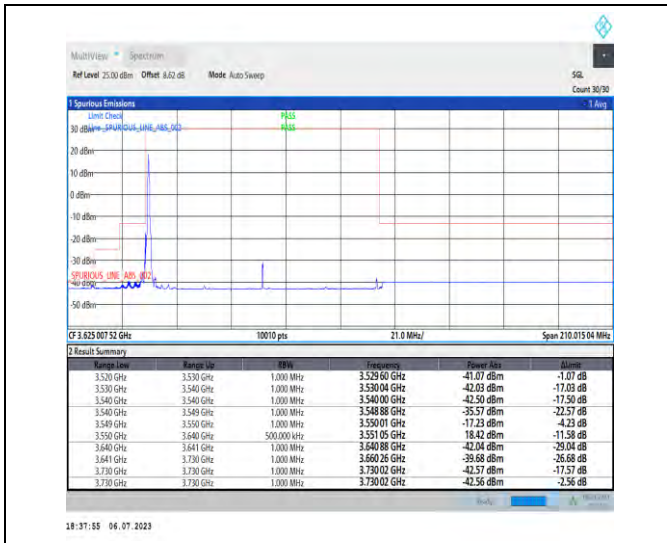 MultiView Spectrum
Ref Level 25.00 dBm Offset 8.62 dB Mode Auto Sweep SGL
Count 30/30
1 Spurious Emissions 1 Avg
Limit Check PASS
Line _SPURIOUS_LINE_ABS_002 PASS
30 dBm
20 dBm
10 dBm
0 dBm
-10 dBm
-20 dBm
-30 dBm
SPURIOUS_LINE_ABS_002
-40 dBm
-50 dBm
CF 3.625 007 52 GHz 10010 pts 21.0 MHz/ Span 210.015 04 MHz
2 Result Summary
Range Low Range Up RBW Frequency Power Abs ΔLimit
3.520 GHz 3.530 GHz 1.000 MHz 3.529 60 GHz -41.07 dBm -1.07 dB
3.530 GHz 3.540 GHz 1.000 MHz 3.530 04 GHz -42.03 dBm -17.03 dB
3.540 GHz 3.540 GHz 1.000 MHz 3.540 00 GHz -42.50 dBm -17.50 dB
3.540 GHz 3.549 GHz 1.000 MHz 3.548 88 GHz -35.57 dBm -22.57 dB
3.549 GHz 3.550 GHz 1.000 MHz 3.550 01 GHz -17.23 dBm -4.23 dB
3.550 GHz 3.640 GHz 500.000 kHz 3.551 05 GHz 18.42 dBm -11.58 dB
3.640 GHz 3.641 GHz 1.000 MHz 3.640 88 GHz -42.04 dBm -29.04 dB
3.641 GHz 3.730 GHz 1.000 MHz 3.660 26 GHz -39.68 dBm -26.68 dB
3.730 GHz 3.730 GHz 1.000 MHz 3.730 02 GHz -42.57 dBm -17.57 dB
3.730 GHz 3.730 GHz 1.000 MHz 3.730 02 GHz -42.56 dBm -2.56 dB
Ready
18:37:55 06.07.2023